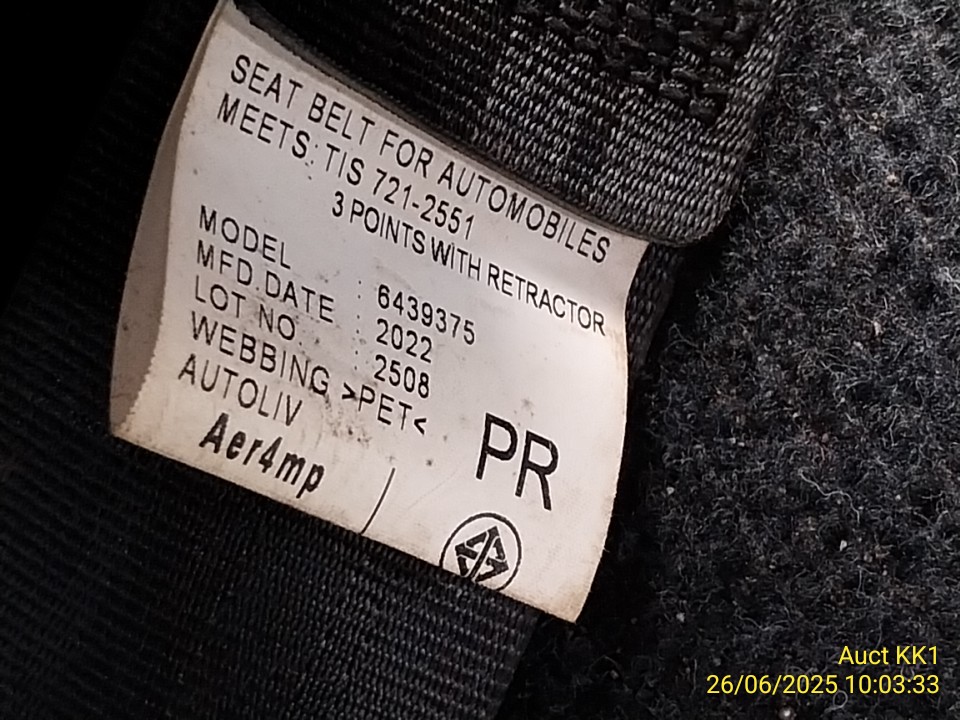 SEAT BELT FOR AUTOMOBILES
MEETS: TIS 721-2551
3 POINTS WITH RETRACTOR
MODEL : 6439375
MFD.DATE : 2022
LOT NO. : 2508
WEBBING >PET<
AUTOLIV
Aer4mp
PR
Auct KK1
26/06/2025 10:03:33